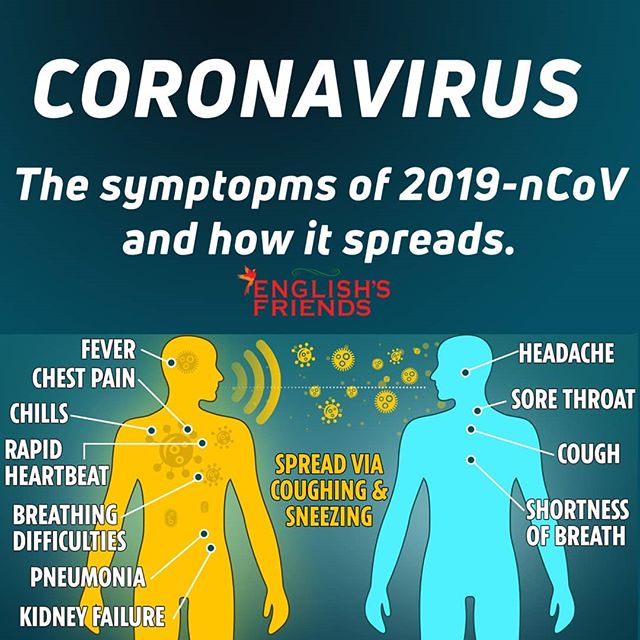 CORONAVIRUS
The symptopms of 2019-nCoV
and how it spreads.
ENGLISH'S
FRIENDS
FEVER
CHEST PAIN
CHILLS
RAPID
HEARTBEAT
BREATHING
DIFFICULTIES
PNEUMONIA
KIDNEY FAILURE
SPREAD VIA
COUGHING &
SNEEZING
HEADACHE
SORE THROAT
COUGH
SHORTNESS
OF BREATH